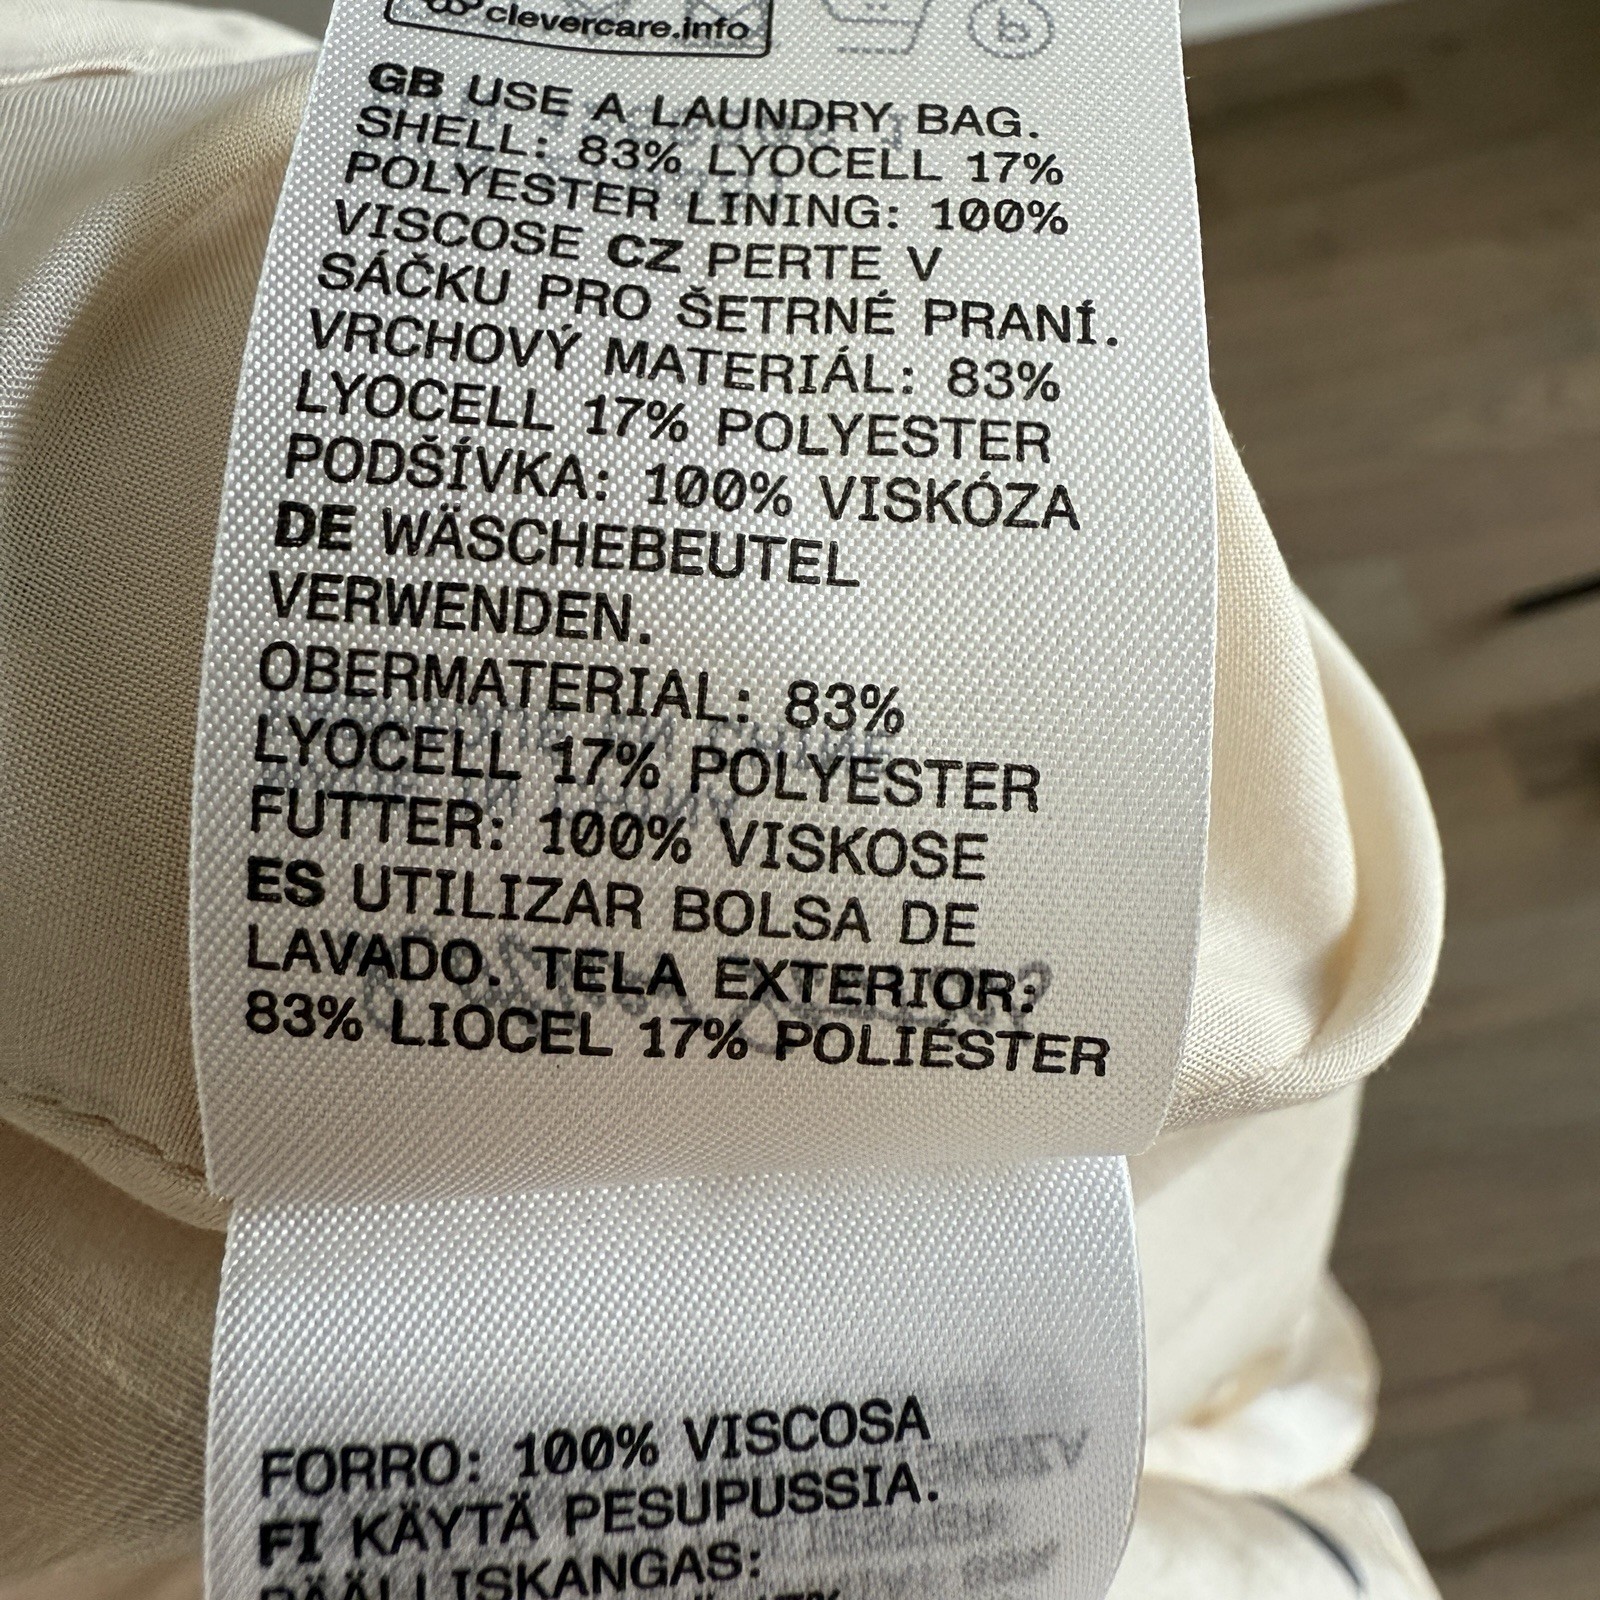 clevercare.info
b
GB USE A LAUNDRY BAG.
SHELL: 83% LYOCELL 17%
POLYESTER LINING: 100%
VISCOSE CZ PERTE V
SÁČKU PRO ŠETRNÉ PRANÍ.
VRCHOVÝ MATERIÁL: 83%
LYOCELL 17% POLYESTER
PODŠÍVKA: 100% VISKÓZA
DE WÄSCHEBEUTEL
VERWENDEN.
OBERMATERIAL: 83%
LYOCELL 17% POLYESTER
FUTTER: 100% VISKOSE
ES UTILIZAR BOLSA DE
LAVADO. TELA EXTERIOR:
83% LIOCEL 17% POLIÉSTER
FORRO: 100% VISCOSA
FI KÄYTÄ PESUPUSSIA.
PÄÄLLISKANGAS:
17%